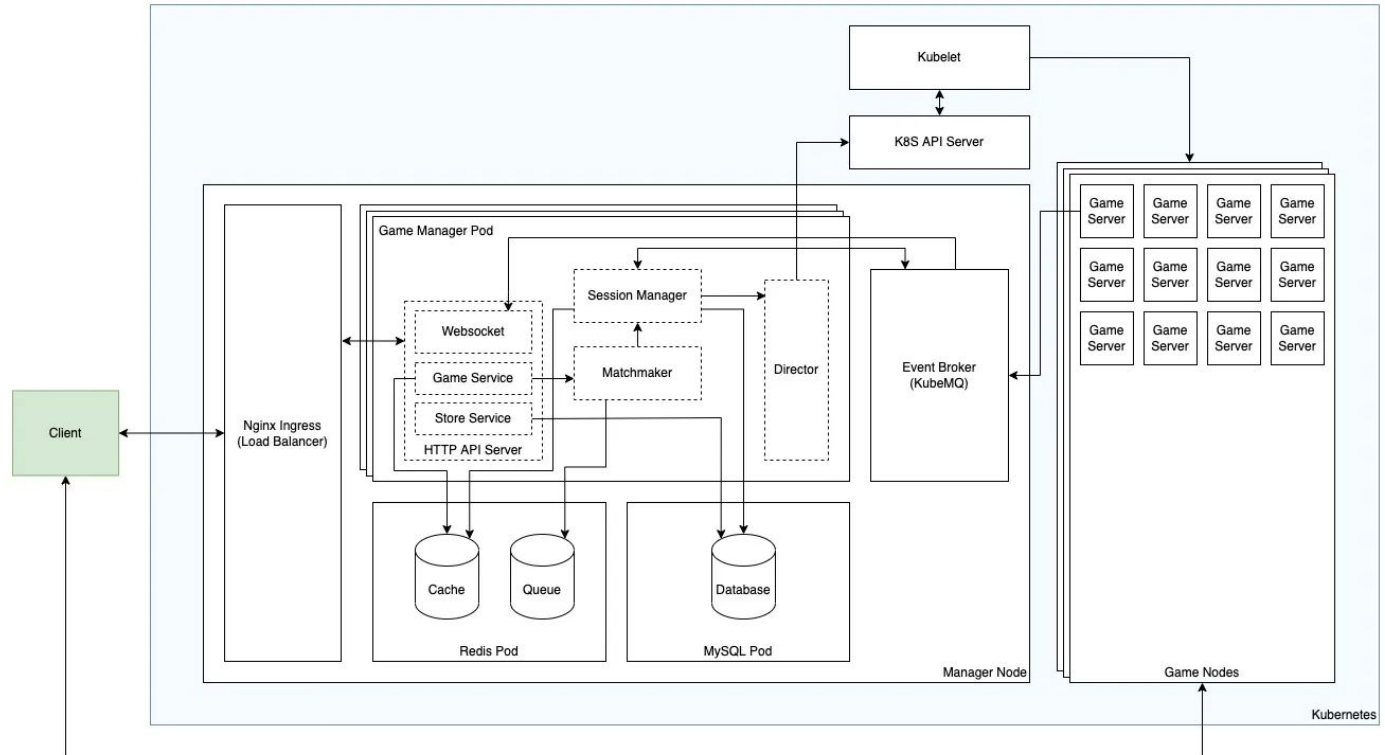 Kubelet
K8S API Server
Game Manager Pod
Session Manager
Websocket
Game Service
Matchmaker
Store Service
HTTP API Server
Director
Event Broker
(KubeMQ)
Client
Nginx Ingress
(Load Balancer)
Game
Server
Game
Server
Game
Server
Game
Server
Game
Server
Game
Server
Game
Server
Game
Server
Game
Server
Game
Server
Game
Server
Game
Server
Cache
Queue
Database
Redis Pod
MySQL Pod
Manager Node
Game Nodes
Kubernetes